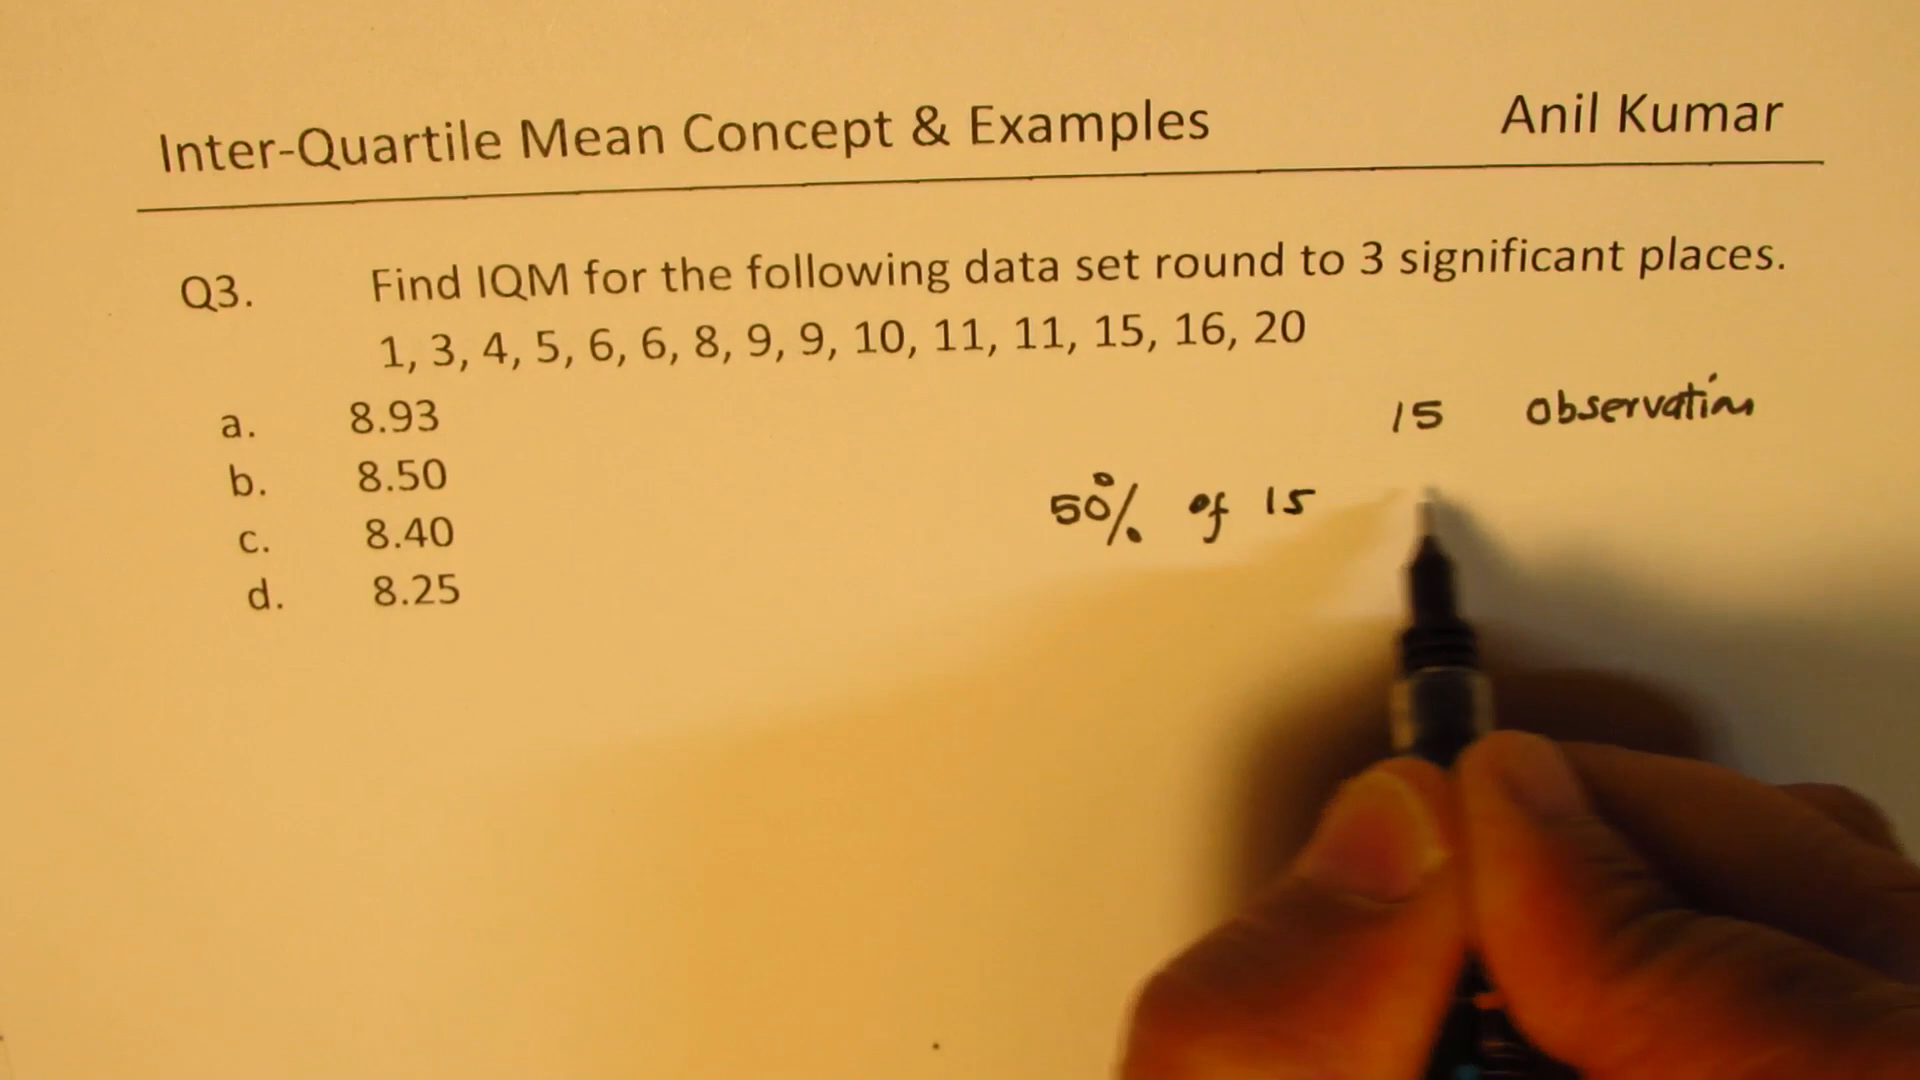 Inter-Quartile Mean Concept & Examples Anil Kumar
Q3. Find IQM for the following data set round to 3 significant places.
1, 3, 4, 5, 6, 6, 8, 9, 9, 10, 11, 11, 15, 16, 20
a. 8.93
15 observation
b. 8.50
50% of 15
c. 8.40
d. 8.25